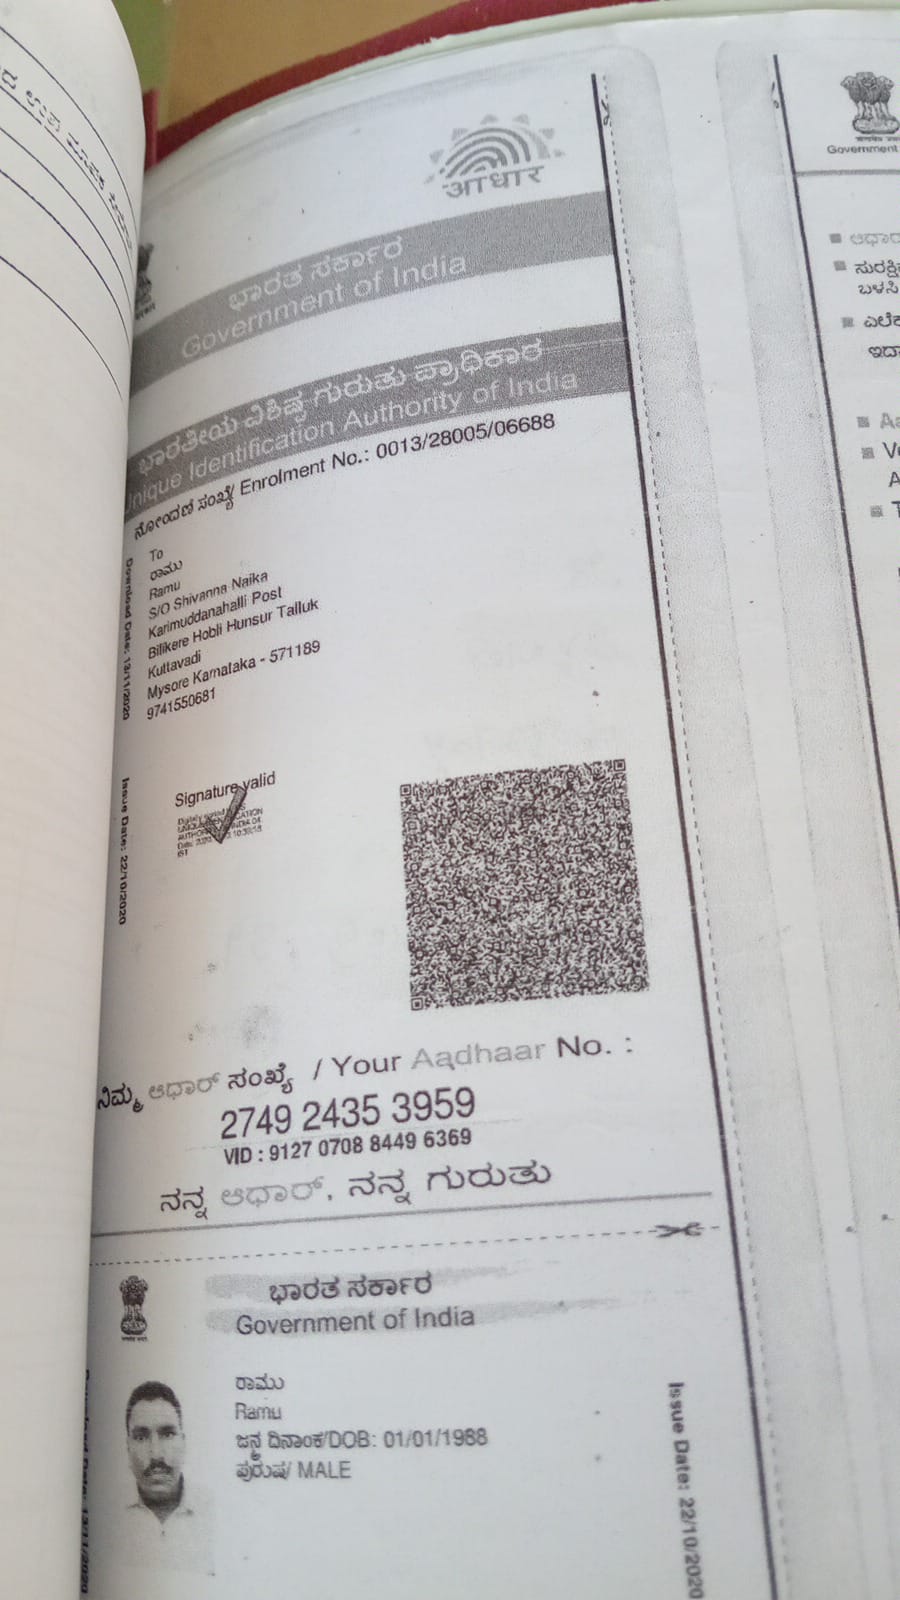 आधार
ಭಾರತ ಸರ್ಕಾರ
Government of India
ಭಾರತೀಯ ವಿಶಿಷ್ಟ ಗುರುತು ಪ್ರಾಧಿಕಾರ
Unique Identification Authority of India
ನೋಂದಣಿ ಸಂಖ್ಯೆ/ Enrolment No.: 0013/28005/06688
To
ರಾಮು
Ramu
S/O Shivanna Naika
Karimuddanahalli Post
Bilikere Hobli Hunsur Talluk
Kuttavadi
Mysore Karnataka - 571189
9741550681
Download Date: 13/11/2020
Issue Date: 22/10/2020
Signature valid
ನಿಮ್ಮ ಆಧಾರ್ ಸಂಖ್ಯೆ / Your Aadhaar No. :
2749 2435 3959
VID : 9127 0708 8449 6369
ನನ್ನ ಆಧಾರ್, ನನ್ನ ಗುರುತು
ಭಾರತ ಸರ್ಕಾರ
Government of India
ರಾಮು
Ramu
ಜನ್ಮ ದಿನಾಂಕ/DOB: 01/01/1988
ಪುರುಷ/ MALE
Issue Date: 22/10/2020
Government
ಆಧಾರ
ಬಳಸಿ